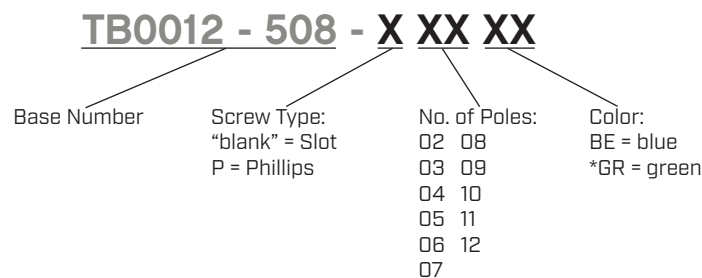 TB0012 - 508 - X XX XX
Base Number
Screw Type:
“blank” = Slot
P = Phillips
No. of Poles:
02 08
03 09
04 10
05 11
06 12
07
Color:
BE = blue
*GR = green